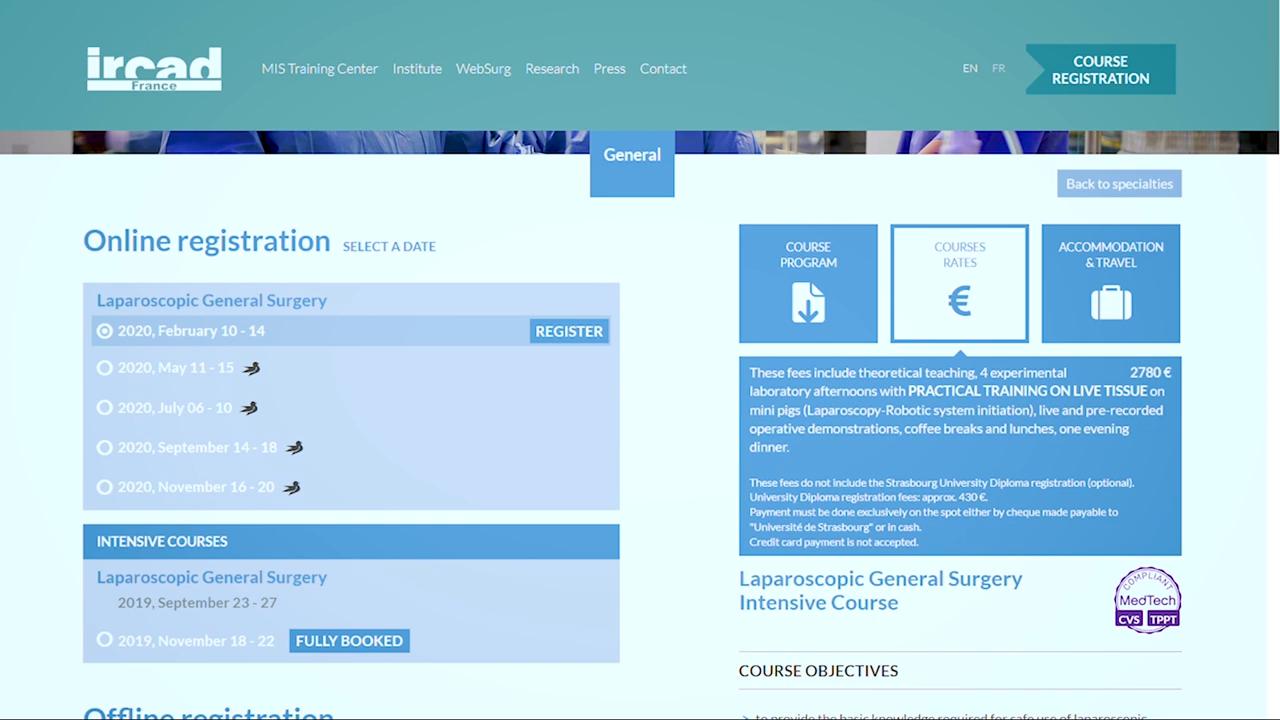 ircad
France
MIS Training Center Institute WebSurg Research Press Contact
EN FR
COURSE
REGISTRATION
General
Back to specialties
Online registration SELECT A DATE
Laparoscopic General Surgery
2020, February 10 - 14 REGISTER
2020, May 11 - 15
2020, July 06 - 10
2020, September 14 - 18
2020, November 16 - 20
INTENSIVE COURSES
Laparoscopic General Surgery
2019, September 23 - 27
2019, November 18 - 22 FULLY BOOKED
Offline registration
COURSE
PROGRAM
COURSES
RATES
€
ACCOMMODATION
& TRAVEL
These fees include theoretical teaching, 4 experimental 2780 €
laboratory afternoons with PRACTICAL TRAINING ON LIVE TISSUE on
mini pigs (Laparoscopy-Robotic system initiation), live and pre-recorded
operative demonstrations, coffee breaks and lunches, one evening
dinner.
These fees do not include the Strasbourg University Diploma registration (optional).
University Diploma registration fees: approx. 430 €.
Payment must be done exclusively on the spot either by cheque made payable to
"Université de Strasbourg" or in cash.
Credit card payment is not accepted.
Laparoscopic General Surgery
Intensive Course
COMPLIANT
MedTech
CVS TPPT
COURSE OBJECTIVES
> to provide the basic knowledge required for safe use of laparoscopic